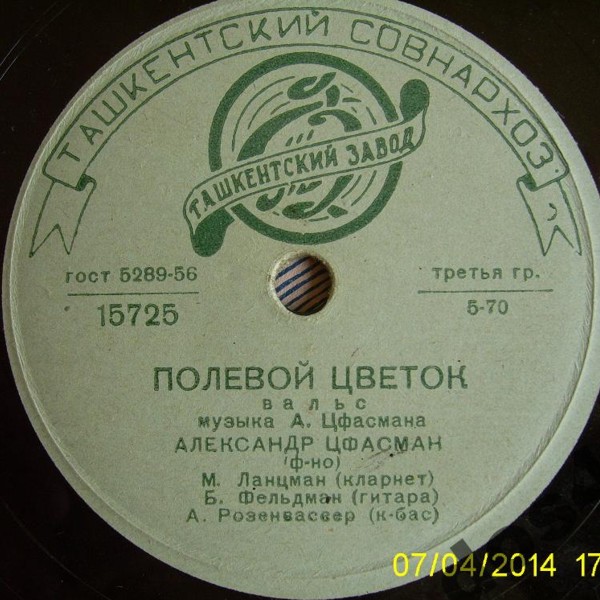 ТАШКЕНТСКИЙ СОВНАРХОЗ
ТАШКЕНТСКИЙ ЗАВОД
гост 5289-56
третья гр.
15725
5-70
ПОЛЕВОЙ ЦВЕТОК
вальс
музыка А. Цфасмана
АЛЕКСАНДР ЦФАСМАН
(ф-но)
М. Ланцман (кларнет)
Б. Фельдман (гитара)
А. Розенвассер (к-бас)
07/04/2014 17